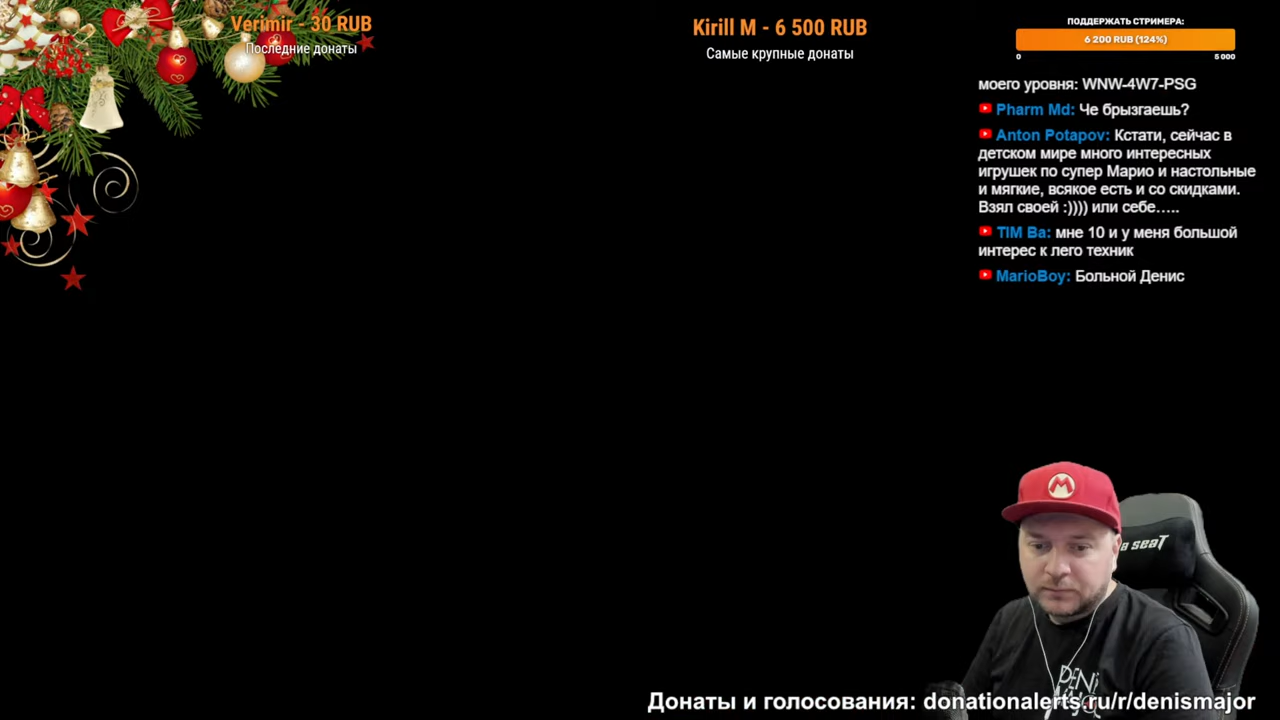 Verimir - 30 RUB
Последние донаты
Kirill M - 6 500 RUB
Самые крупные донаты
ПОДДЕРЖАТЬ СТРИМЕРА:
6 200 RUB (124%)
0
5 000
моего уровня: WNW-4W7-PSG
Pharm Md: Че брызгаешь?
Anton Potapov: Кстати, сейчас в
детском мире много интересных
игрушек по супер Марио и настольные
и мягкие, всякое есть и со скидками.
Взял своей :)))) или себе…..
TIM Ba: мне 10 и у меня большой
интерес к лего техник
MarioBoy: Больной Денис
M
a seaT
Донаты и голосования: donationalerts.ru/r/denismajor